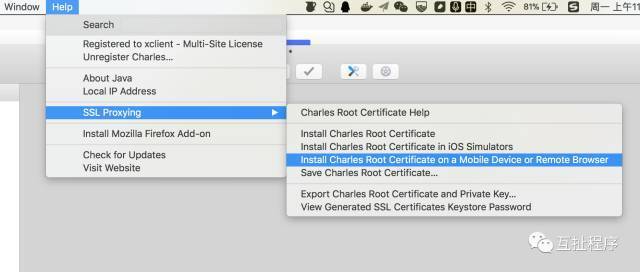 Window
Help
81%
周一 上午11
Search
Registered to xclient - Multi-Site License
Unregister Charles...
About Java
Local IP Address
SSL Proxying
Install Mozilla Firefox Add-on
Check for Updates
Visit Website
Charles Root Certificate Help
Install Charles Root Certificate
Install Charles Root Certificate in iOS Simulators
Install Charles Root Certificate on a Mobile Device or Remote Browser
Save Charles Root Certificate...
Export Charles Root Certificate and Private Key...
View Generated SSL Certificates Keystore Password
互扯程序